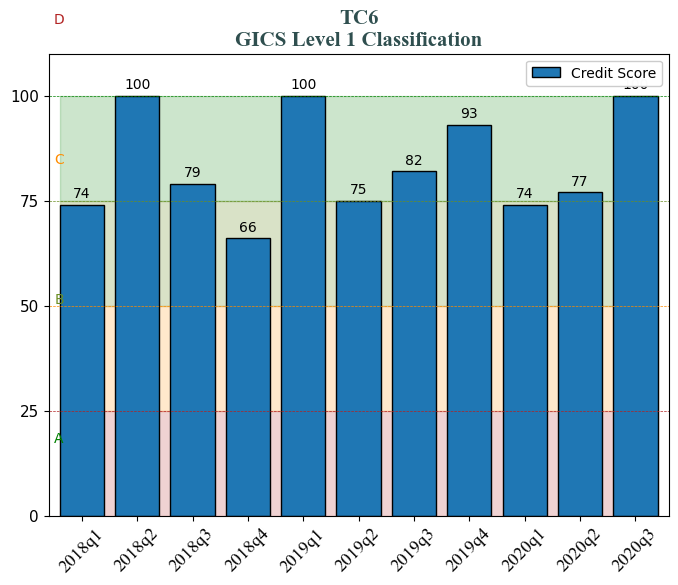 D
TC6
GICS Level 1 Classification
Credit Score
100
100
100
100
93
C
82
79
77
75
74
74
75
66
B
50
A
25
0
2018q1
2018q2
2018q3
2018q4
2019q1
2019q2
2019q3
2019q4
2020q1
2020q2
2020q3